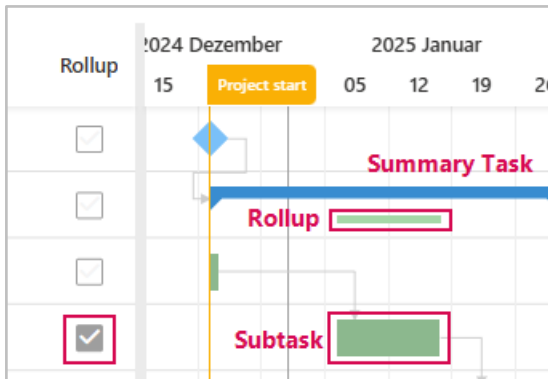 Rollup
2024 Dezember
2025 Januar
15
Project start
05
12
19
Summary Task
Rollup
Subtask